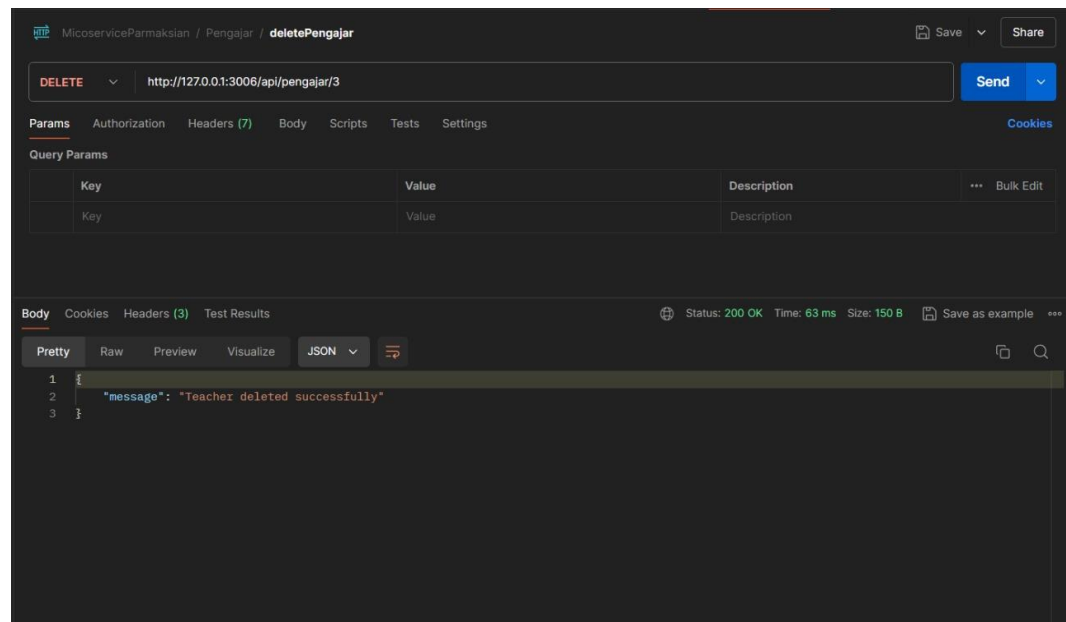 HTTP MicoserviceParmaksian / Pengajar / deletePengajar Save Share
DELETE http://127.0.0.1:3006/api/pengajar/3 Send
Params Authorization Headers (7) Body Scripts Tests Settings Cookies
Query Params
Key Value Description ••• Bulk Edit
Key Value Description
Body Cookies Headers (3) Test Results Status: 200 OK Time: 63 ms Size: 150 B Save as example
Pretty Raw Preview Visualize JSON
1 {
2 "message": "Teacher deleted successfully"
3 }